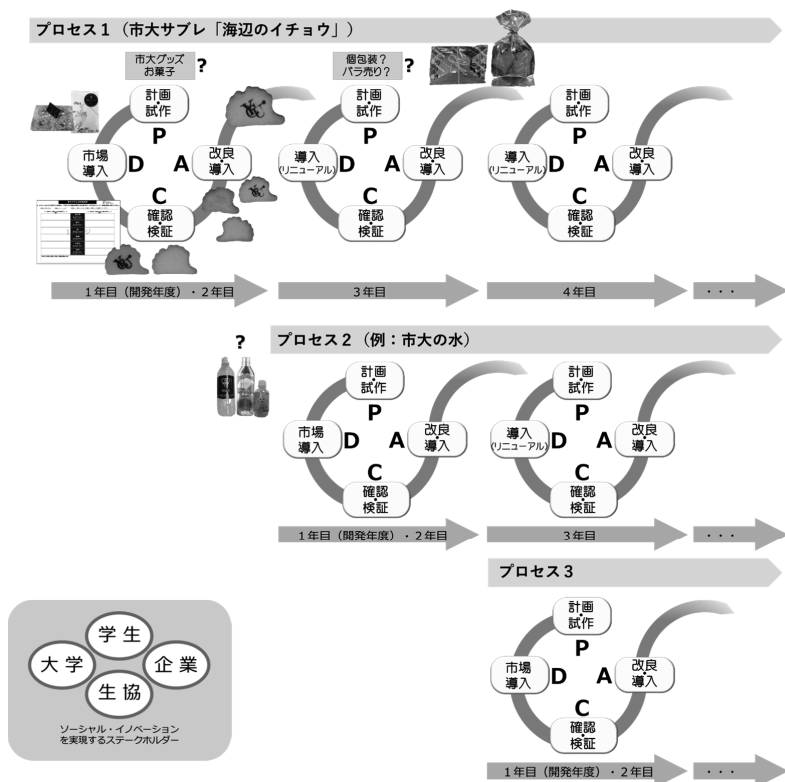 プロセス１（市大サブレ「海辺のイチョウ」）
市大グッズ
お菓子
?
個包装？
バラ売り？
?
計画・
試作
P
市場
導入
D
A
改良・
導入
C
確認・
検証
計画・
試作
P
導入
(リニューアル)
D
A
改良・
導入
C
確認・
検証
計画・
試作
P
導入
(リニューアル)
D
A
改良・
導入
C
確認・
検証
１年目（開発年度）・２年目
３年目
４年目
・・・
プロセス２（例：市大の水）
?
計画・
試作
P
市場
導入
D
A
改良・
導入
C
確認・
検証
計画・
試作
P
導入
(リニューアル)
D
A
改良・
導入
C
確認・
検証
１年目（開発年度）・２年目
３年目
・・・
プロセス３
計画・
試作
P
市場
導入
D
A
改良・
導入
C
確認・
検証
１年目（開発年度）・２年目
・・・
学生
大学
企業
生協
ソーシャル・イノベーション
を実現するステークホルダー